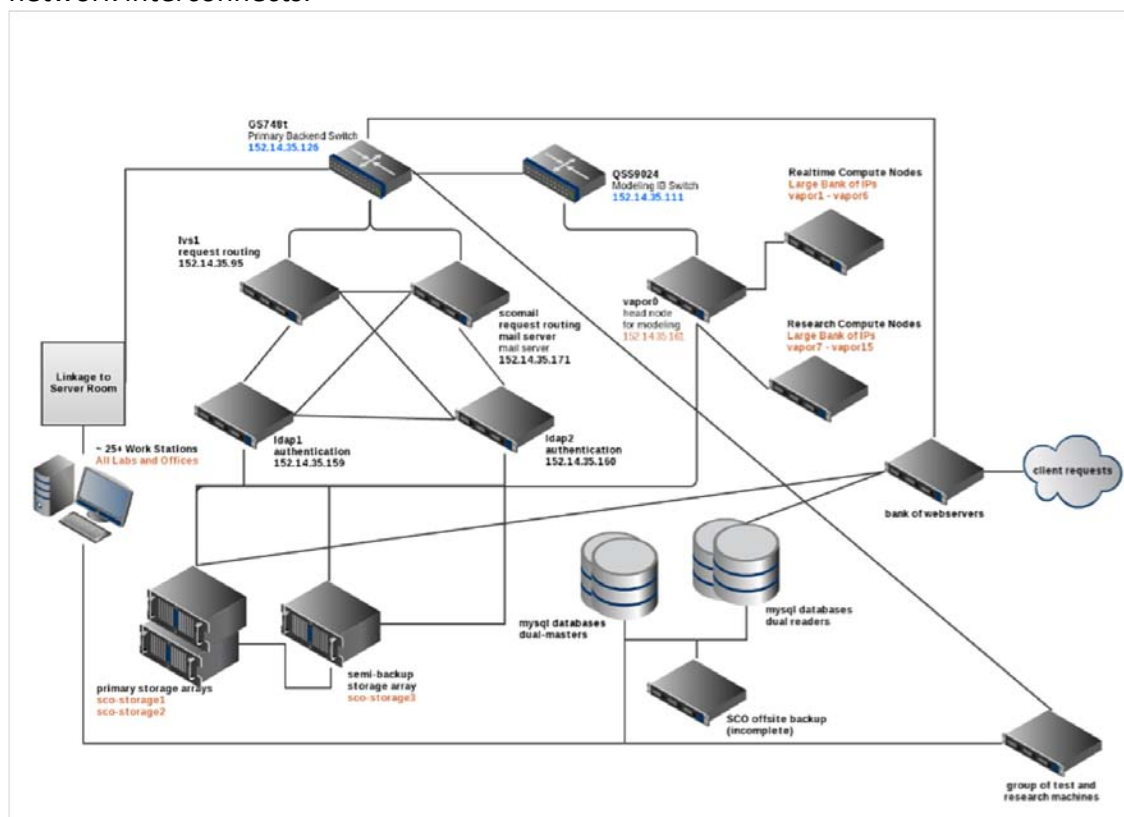 network interconnects.
GS748t
Primary Backend Switch
152.14.35.126
QSS9024
Modeling IB Switch
152.14.35.111
Realtime Compute Nodes
Large Bank of IPs
vapor1 - vapor6
lvs1
request routing
152.14.35.95
scomail
request routing
mail server
mail server
152.14.35.171
vapor0
head node
for modeling
152.14.35.161
Research Compute Nodes
Large Bank of IPs
vapor7 - vapor15
Linkage to
Server Room
~ 25+ Work Stations
All Labs and Offices
ldap1
authentication
152.14.35.159
ldap2
authentication
152.14.35.160
client requests
bank of webservers
mysql databases
dual-masters
mysql databases
dual readers
primary storage arrays
sco-storage1
sco-storage2
semi-backup
storage array
sco-storage3
SCO offsite backup
(incomplete)
group of test and
research machines